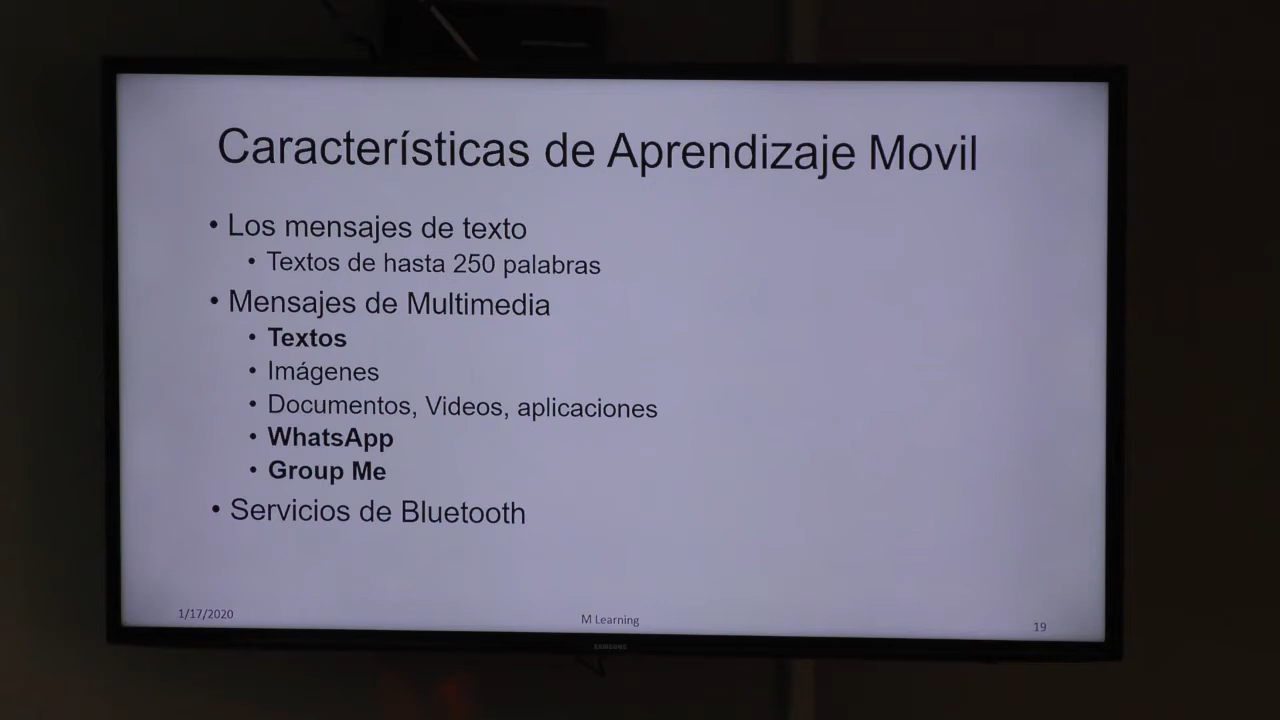 Características de Aprendizaje Movil
• Los mensajes de texto
• Textos de hasta 250 palabras
• Mensajes de Multimedia
• Textos
• Imágenes
• Documentos, Videos, aplicaciones
• WhatsApp
• Group Me
• Servicios de Bluetooth
1/17/2020
M Learning
19
SAMSUNG